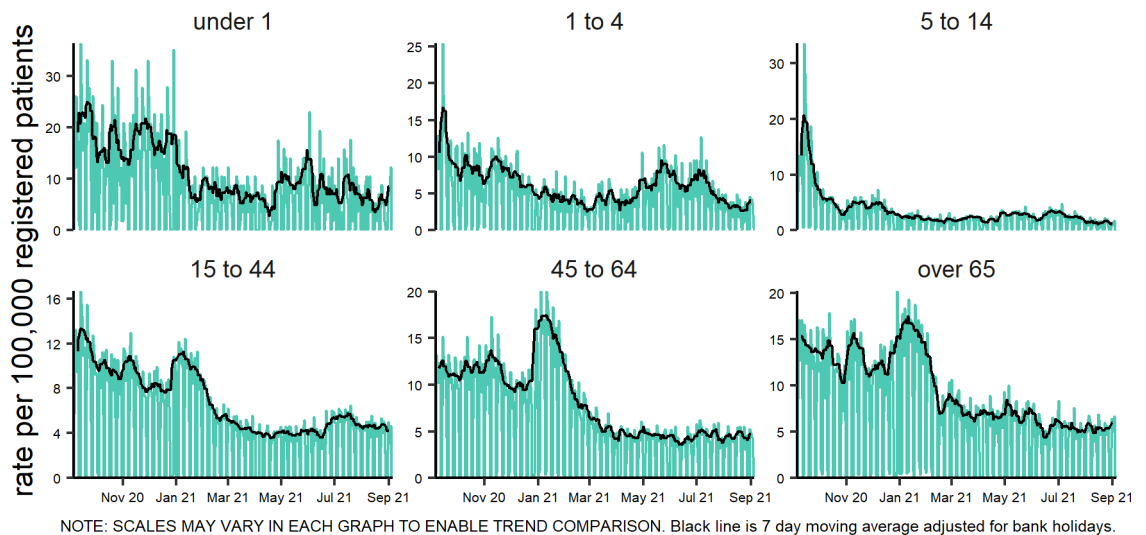 rate per 100,000 registered patients
under 1
1 to 4
5 to 14
30
20
10
0
25
20
15
10
5
0
30
20
10
0
15 to 44
45 to 64
over 65
16
12
8
4
0
20
15
10
5
0
20
15
10
5
0
Nov 20 Jan 21 Mar 21 May 21 Jul 21 Sep 21
Nov 20 Jan 21 Mar 21 May 21 Jul 21 Sep 21
Nov 20 Jan 21 Mar 21 May 21 Jul 21 Sep 21
NOTE: SCALES MAY VARY IN EACH GRAPH TO ENABLE TREND COMPARISON. Black line is 7 day moving average adjusted for bank holidays.